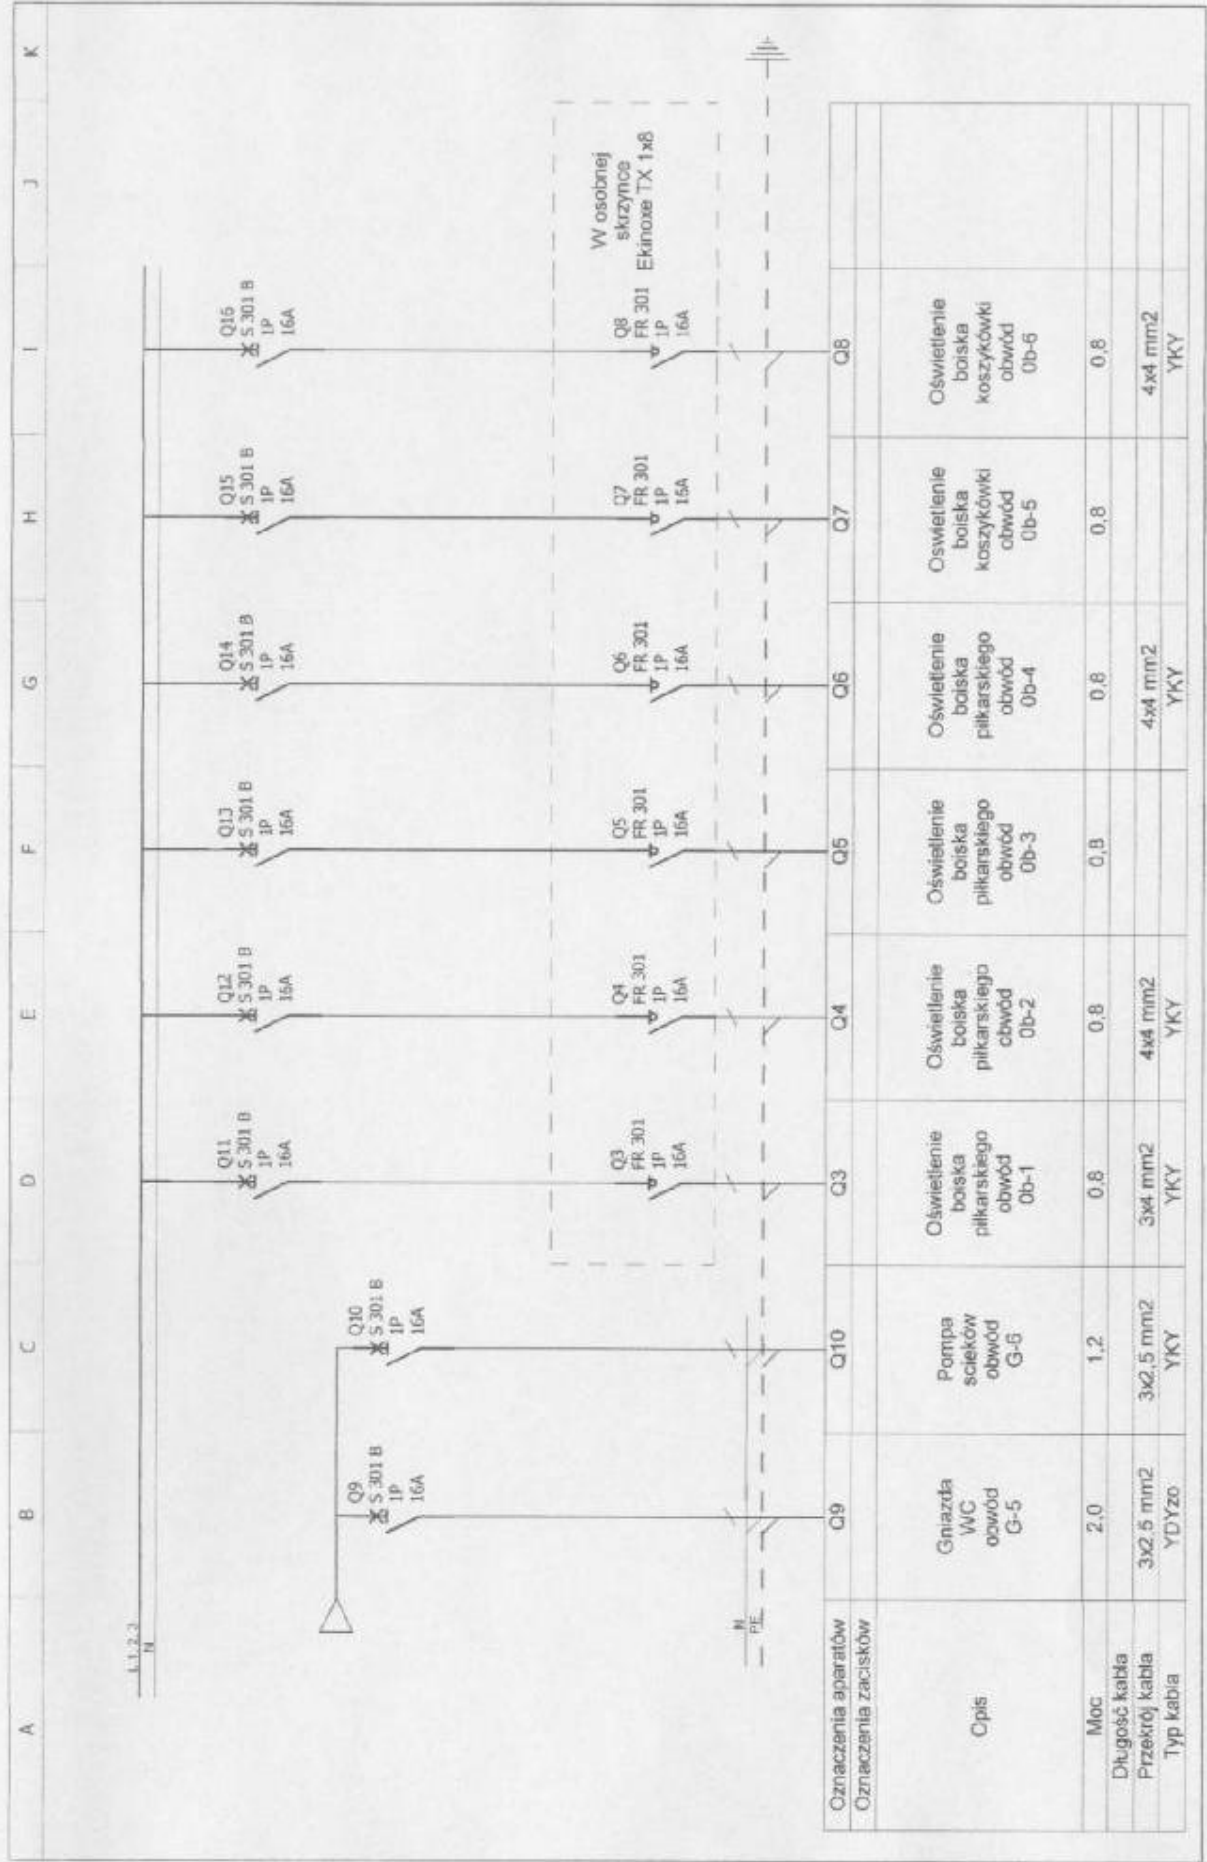 A
B
C
D
E
F
G
H
I
J
K
L1,2,3
N
Q11
S 301 B
1P
16A
Q12
S 301 B
1P
16A
Q13
S 301 B
1P
16A
Q14
S 301 B
1P
16A
Q15
S 301 B
1P
16A
Q16
S 301 B
1P
16A
Q9
S 301 B
1P
16A
Q10
S 301 B
1P
16A
W osobnej
skrzynce
Ekinoxe TX 1x8
Q3
FR 301
1P
16A
Q4
FR 301
1P
16A
Q5
FR 301
1P
16A
Q6
FR 301
1P
16A
Q7
FR 301
1P
16A
Q8
FR 301
1P
16A
N
PE
Oznaczenia aparatów
Q9
Q10
Q3
Q4
Q5
Q6
Q7
Q8
Oznaczenia zacisków
Opis
Gniazda
WC
oowód
G-5
Pompa
scieków
obwód
G-6
Oświetlenie
boiska
piłkarskiego
obwód
0b-1
Oświetlenie
boiska
piłkarskiego
obwód
0b-2
Oświetlenie
boiska
piłkarskiego
obwód
0b-3
Oświetlenie
boiska
piłkarskiego
obwód
0b-4
Oswietlenie
boiska
koszykówki
obwód
0b-5
Oświetlenie
boiska
koszykówki
obwód
0b-6
Moc
2,0
1,2
0,8
0,8
0,8
0,8
0,8
0,8
Długość kabla
Przekrój kabla
3x2,5 mm2
3x2,5 mm2
3x4 mm2
4x4 mm2
4x4 mm2
4x4 mm2
Typ kabla
YDYzo
YKY
YKY
YKY
YKY
YKY